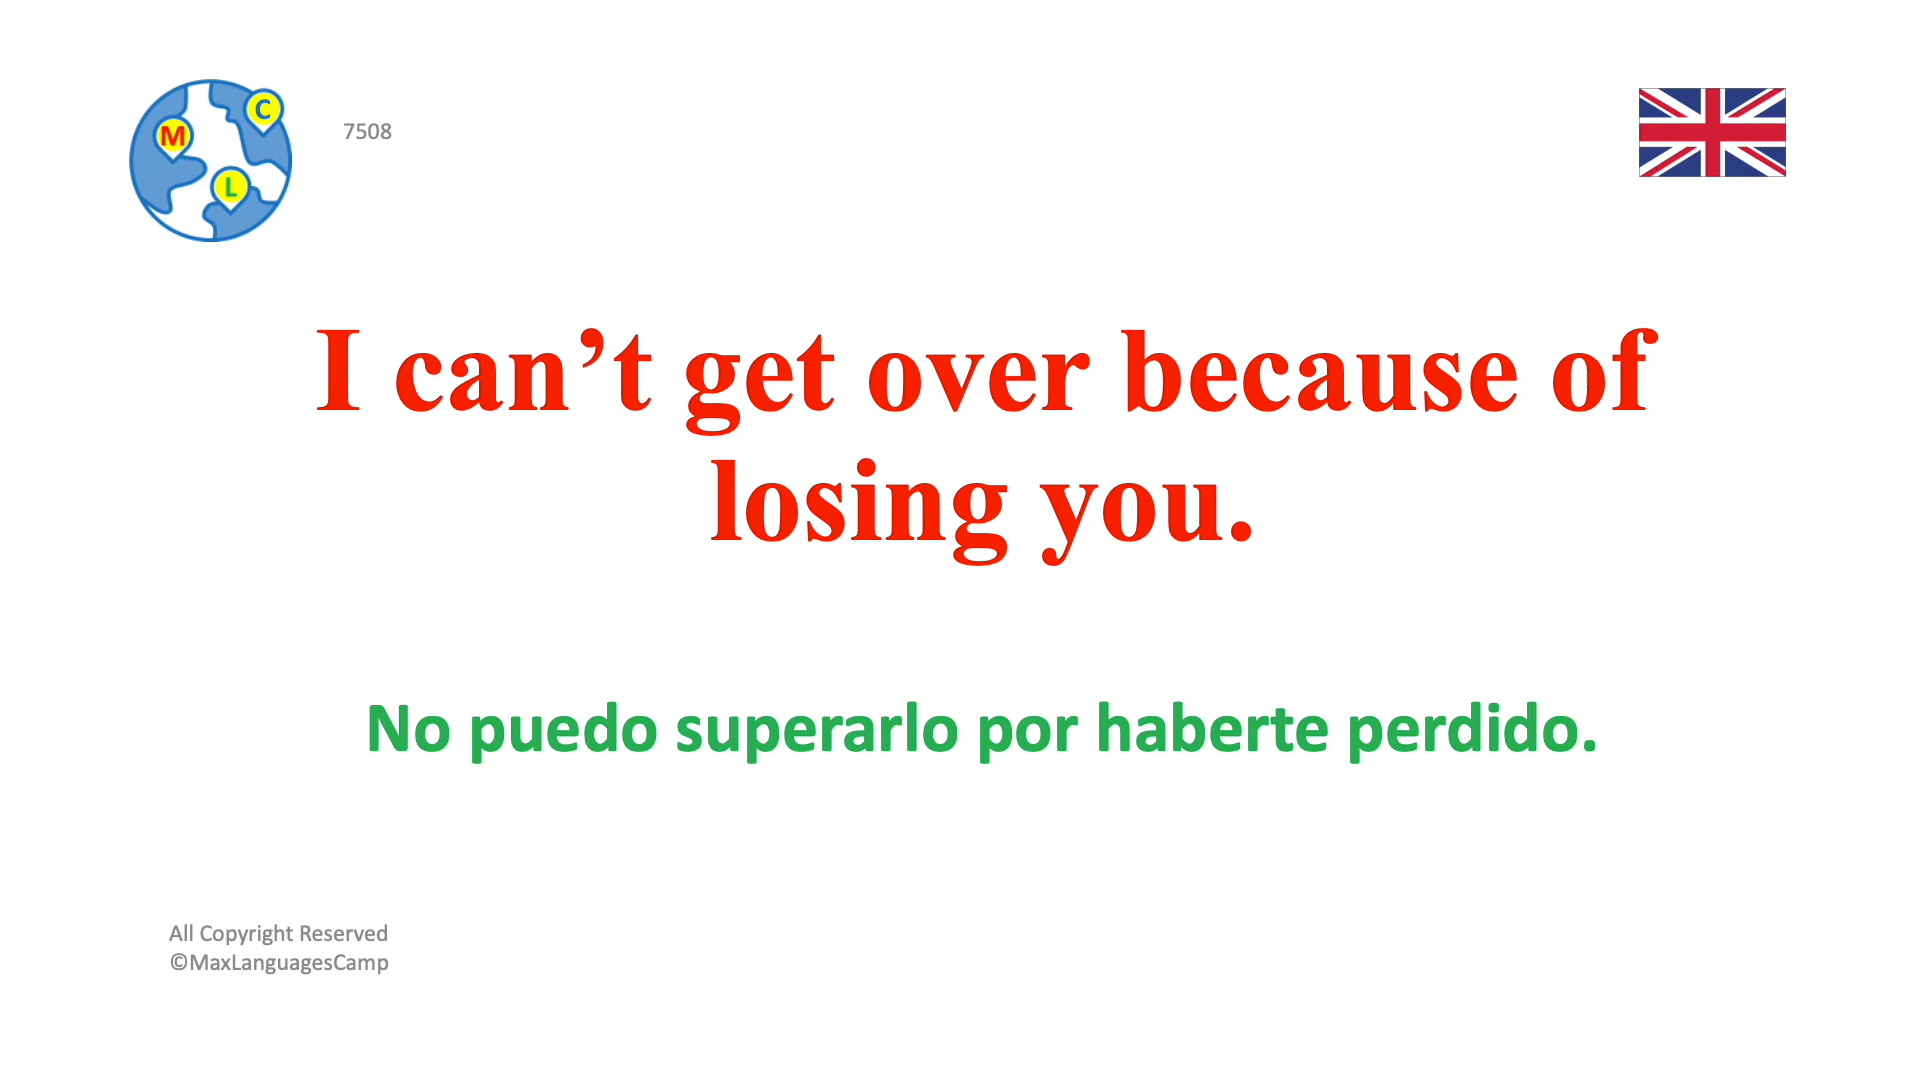 M
C
L
7508
I can’t get over because of
losing you.
No puedo superarlo por haberte perdido.
All Copyright Reserved
©MaxLanguagesCamp